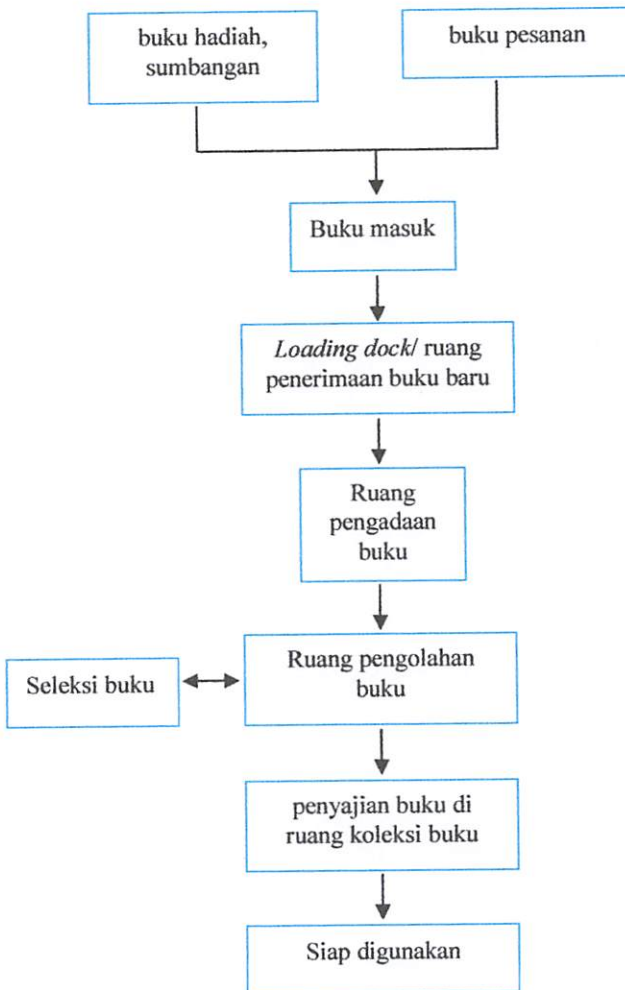 buku hadiah,
sumbangan
buku pesanan
Buku masuk
Loading dock/ ruang
penerimaan buku baru
Ruang
pengadaan
buku
Seleksi buku
Ruang pengolahan
buku
penyajian buku di
ruang koleksi buku
Siap digunakan